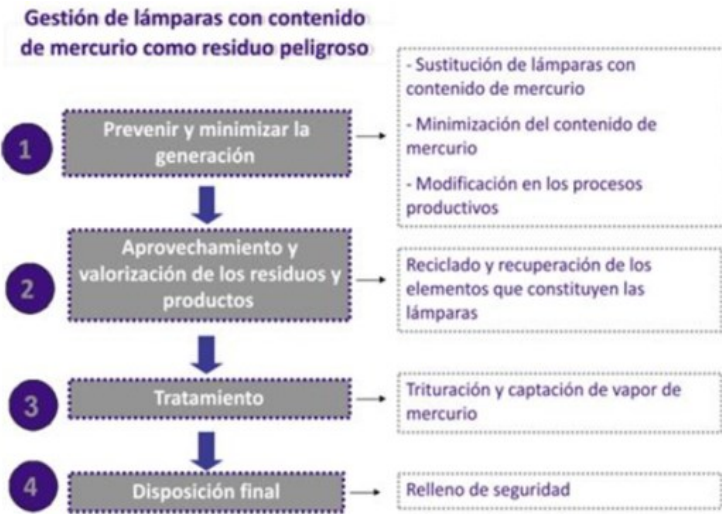 Gestión de lámparas con contenido
de mercurio como residuo peligroso
1
Prevenir y minimizar la
generación
- Sustitución de lámparas con
contenido de mercurio
- Minimización del contenido de
mercurio
- Modificación en los procesos
productivos
2
Aprovechamiento y
valorización de los residuos y
productos
Reciclado y recuperación de los
elementos que constituyen las
lámparas
3
Tratamiento
Trituración y captación de vapor de
mercurio
4
Disposición final
Relleno de seguridad